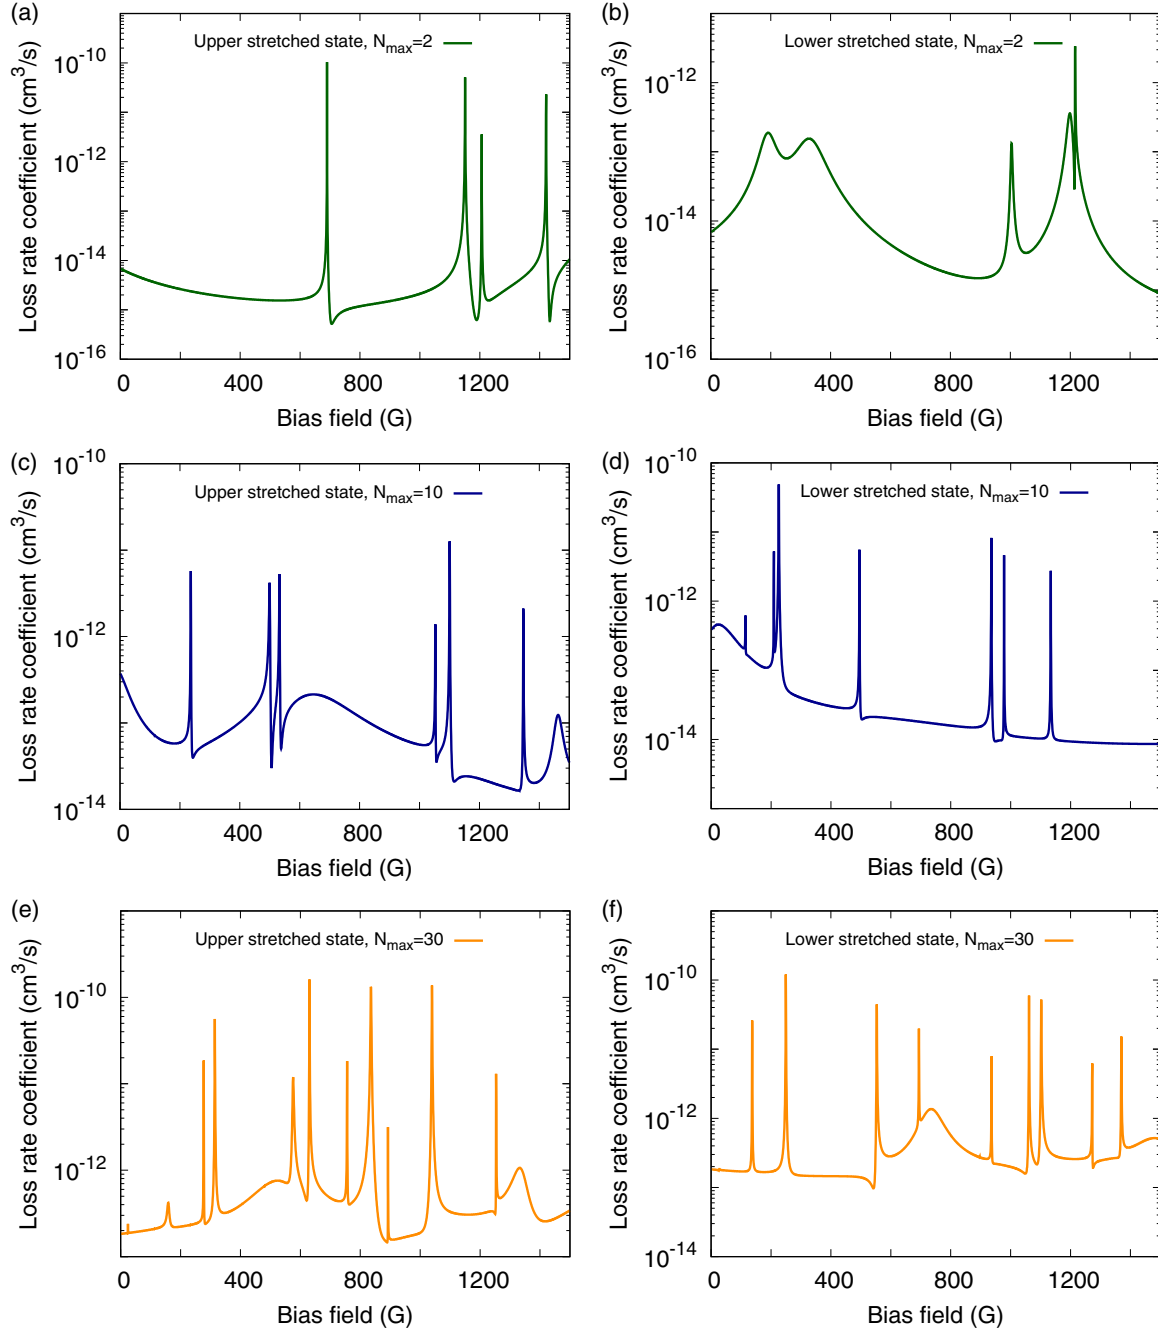 (a)
Upper stretched state, N_max=2
Loss rate coefficient (cm³/s)
10⁻¹⁰
10⁻¹²
10⁻¹⁴
10⁻¹⁶
0 400 800 1200
Bias field (G)
(b)
Lower stretched state, N_max=2
Loss rate coefficient (cm³/s)
10⁻¹²
10⁻¹⁴
10⁻¹⁶
0 400 800 1200
Bias field (G)
(c)
Upper stretched state, N_max=10
Loss rate coefficient (cm³/s)
10⁻¹⁰
10⁻¹²
10⁻¹⁴
0 400 800 1200
Bias field (G)
(d)
Lower stretched state, N_max=10
Loss rate coefficient (cm³/s)
10⁻¹⁰
10⁻¹²
10⁻¹⁴
0 400 800 1200
Bias field (G)
(e)
Upper stretched state, N_max=30
Loss rate coefficient (cm³/s)
10⁻¹⁰
10⁻¹²
0 400 800 1200
Bias field (G)
(f)
Lower stretched state, N_max=30
Loss rate coefficient (cm³/s)
10⁻¹⁰
10⁻¹²
10⁻¹⁴
0 400 800 1200
Bias field (G)